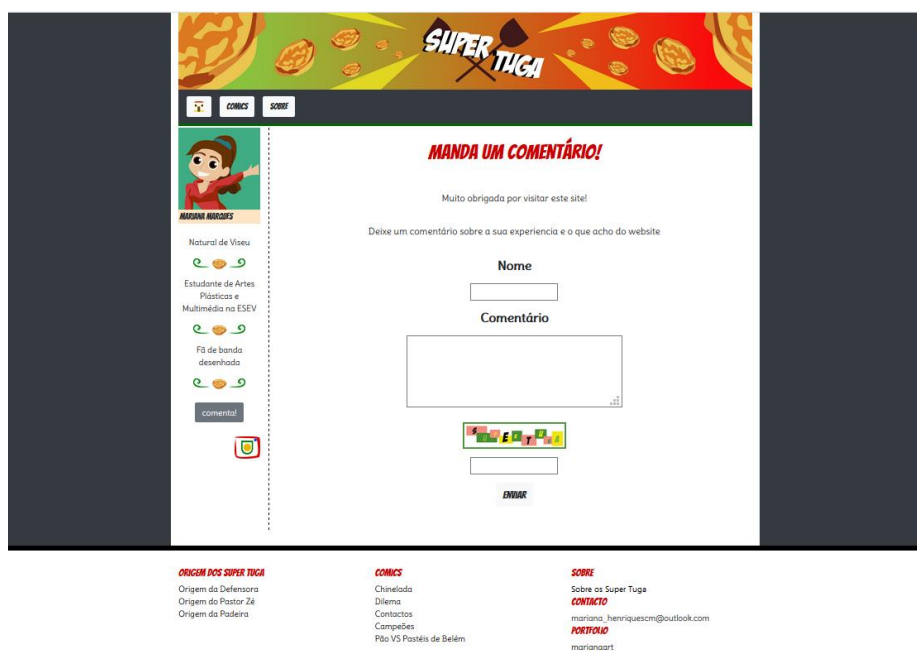 SUPER
TUGA
COMICS
SOBRE
MARIANA MARQUES
Natural de Viseu
Estudante de Artes
Plásticas e
Multimédia na ESEV
Fã de banda
desenhada
comenta!
MANDA UM COMENTÁRIO!
Muito obrigada por visitar este site!
Deixe um comentário sobre a sua experiencia e o que acho do website
Nome
Comentário
SUPERTUGA
ENVIAR
ORIGEM DOS SUPER TUGA
Origem da Defensora
Origem do Pastor Zé
Origem da Padeira
COMICS
Chinelada
Dilema
Contactos
Campeões
Pão VS Pastéis de Belém
SOBRE
Sobre os Super Tuga
CONTACTO
mariana_henriquescm@outlook.com
PORTFOLIO
marianaart